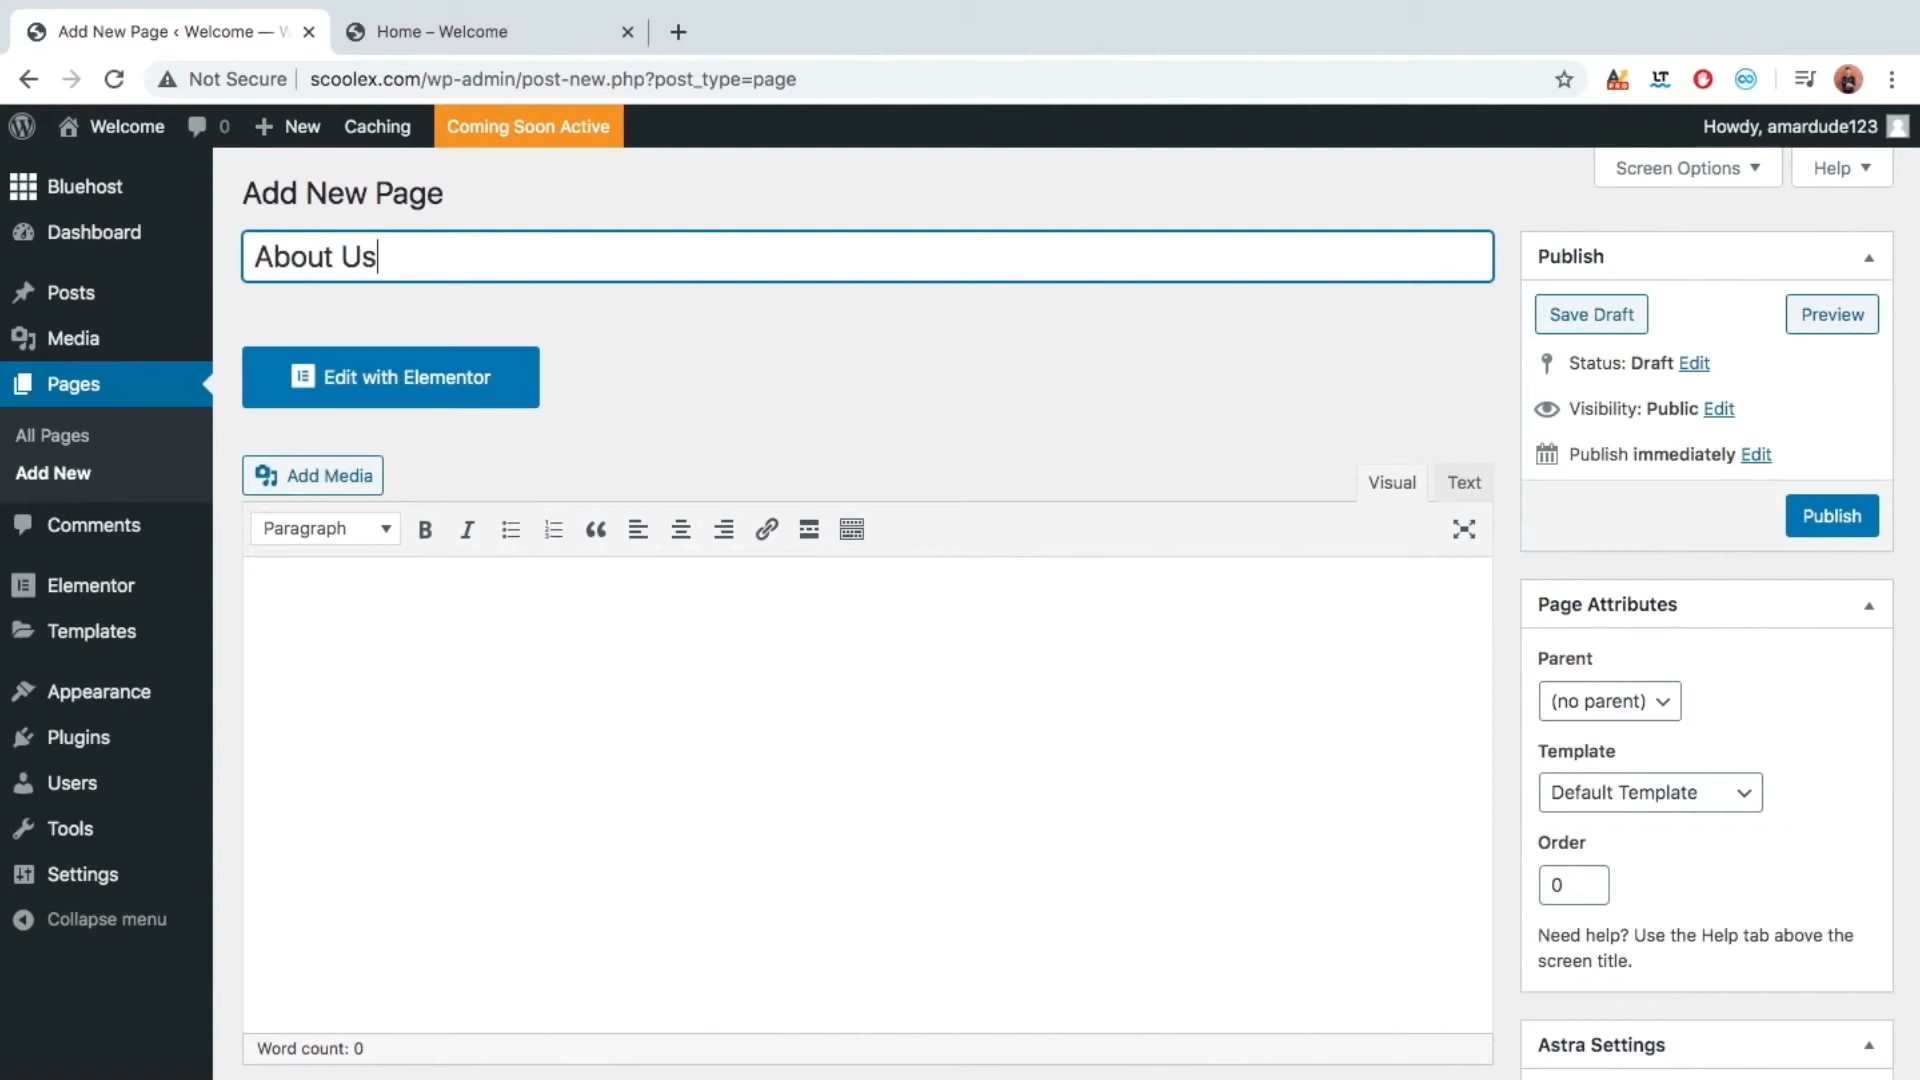 Add New Page ‹ Welcome —
Home – Welcome
Not Secure
scoolex.com/wp-admin/post-new.php?post_type=page
Welcome
0
New
Caching
Coming Soon Active
Howdy, amardude123
Screen Options
Help
Bluehost
Dashboard
Posts
Media
Pages
All Pages
Add New
Comments
Elementor
Templates
Appearance
Plugins
Users
Tools
Settings
Collapse menu
Add New Page
About Us
Edit with Elementor
Add Media
Visual
Text
Paragraph
Word count: 0
Publish
Save Draft
Preview
Status: Draft Edit
Visibility: Public Edit
Publish immediately Edit
Publish
Page Attributes
Parent
(no parent)
Template
Default Template
Order
0
Need help? Use the Help tab above the
screen title.
Astra Settings